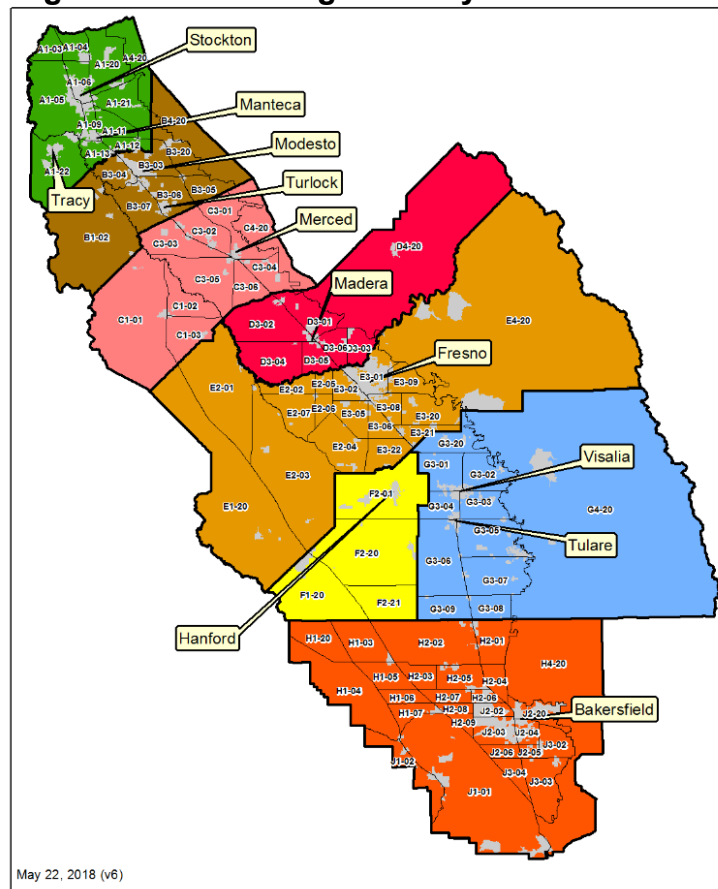 Stockton
Manteca
Modesto
Turlock
Tracy
Merced
Madera
Fresno
Visalia
Tulare
Hanford
Bakersfield
A1-03
A1-04
A1-20
A4-20
A1-06
A1-05
A1-21
A1-09
A1-11
A1-12
A1-13
A1-22
B4-20
B3-20
B3-03
B3-04
B3-05
B3-06
B3-07
B1-02
C3-01
C3-02
C4-20
C3-03
C3-04
C3-05
C3-06
C1-02
C1-01
C1-03
D4-20
D3-01
D3-02
D3-06
D3-03
D3-04
D3-05
E4-20
E3-01
E3-09
E2-01
E2-02
E2-05
E3-02
E2-07
E2-06
E3-05
E3-08
E3-20
E3-06
E3-21
E2-04
E3-22
E2-03
E1-20
F2-01
F2-20
F1-20
F2-21
G3-20
G3-01
G3-02
G3-04
G3-03
G4-20
G3-05
G3-06
G3-07
G3-09
G3-08
H1-20
H1-03
H2-02
H2-01
H4-20
H1-05
H2-03
H2-05
H2-04
H1-04
H1-06
H2-07
H2-06
H1-07
H2-08
J2-02
J2-20
H2-09
J2-03
J2-04
J2-06
J2-05
J3-02
J1-02
J3-04
J3-03
J1-01
May 22, 2018 (v6)